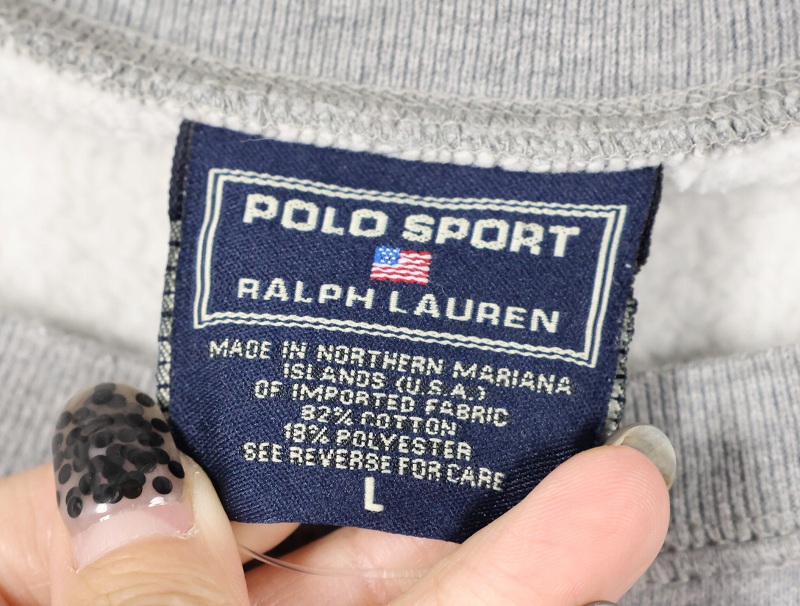 POLO SPORT
RALPH LAUREN
MADE IN NORTHERN MARIANA
ISLANDS (U.S.A.)
OF IMPORTED FABRIC
82% COTTON
18% POLYESTER
SEE REVERSE FOR CARE
L